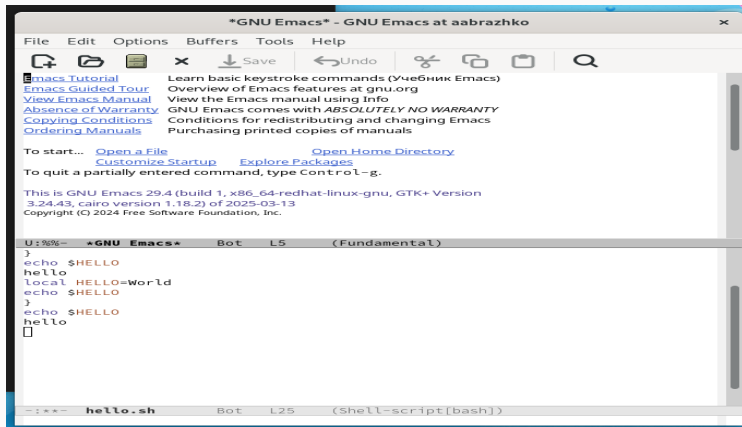 *GNU Emacs* - GNU Emacs at aabrazhko ×
File Edit Options Buffers Tools Help
Save Undo
Emacs Tutorial Learn basic keystroke commands (Учебник Emacs)
Emacs Guided Tour Overview of Emacs features at gnu.org
View Emacs Manual View the Emacs manual using Info
Absence of Warranty GNU Emacs comes with ABSOLUTELY NO WARRANTY
Copying Conditions Conditions for redistributing and changing Emacs
Ordering Manuals Purchasing printed copies of manuals
To start... Open a File Open Home Directory
Customize Startup Explore Packages
To quit a partially entered command, type Control-g.
This is GNU Emacs 29.4 (build 1, x86_64-redhat-linux-gnu, GTK+ Version
3.24.43, cairo version 1.18.2) of 2025-03-13
Copyright (C) 2024 Free Software Foundation, Inc.
U:%%- *GNU Emacs* Bot L5 (Fundamental)
}
echo $HELLO
hello
local HELLO=World
echo $HELLO
}
echo $HELLO
hello
-:**- hello.sh Bot L25 (Shell-script[bash])